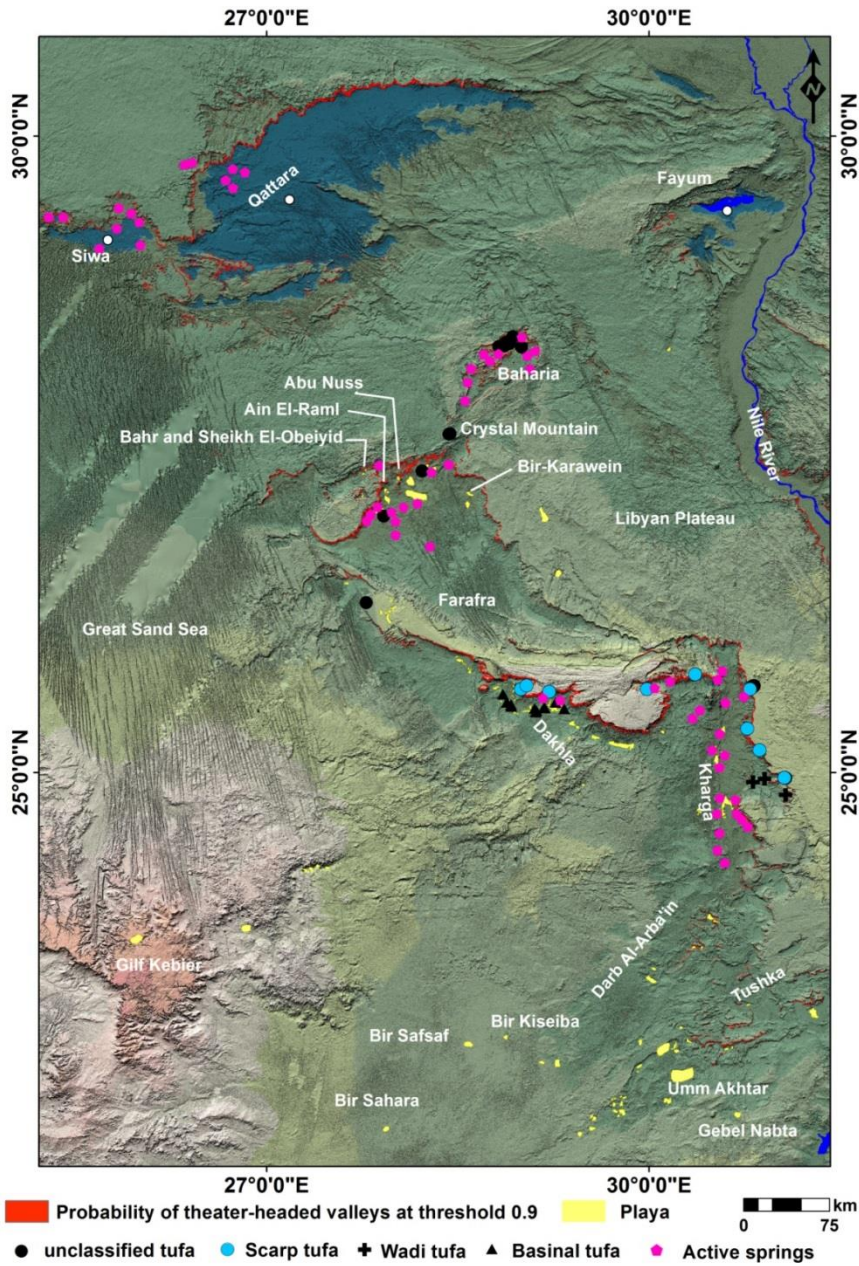 27°0'0"E 30°0'0"E
N
30°0'0"N
30°0'0"N
Fayum
Qattara
Siwa
Baharia
Abu Nuss
Ain El-Raml
Bahr and Sheikh El-Obeiyid
Crystal Mountain
Bir-Karawein
Nile River
Libyan Plateau
Farafra
Great Sand Sea
Dakhla
25°0'0"N
25°0'0"N
Kharga
Darb Al-Arba'in
Gilf Kebier
Tushka
Bir Kiseiba
Bir Safsaf
Umm Akhtar
Bir Sahara
Gebel Nabta
27°0'0"E 30°0'0"E
Probability of theater-headed valleys at threshold 0.9 Playa km
0 75
unclassified tufa Scarp tufa Wadi tufa Basinal tufa Active springs